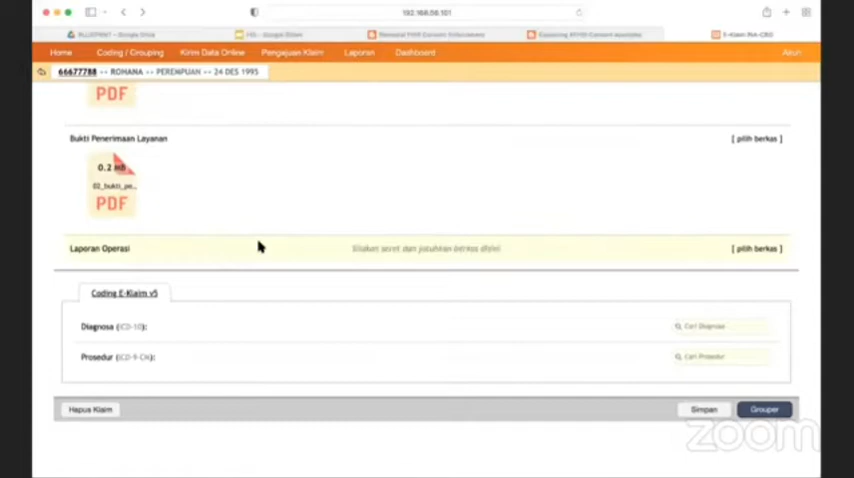 192.168.56.101
E-Klaim INA-CBG
Home Coding / Grouping Kirim Data Online Pengajuan Klaim Laporan Dashboard Akun
66677788 -- ROMANA -- PEREMPUAN -- 24 DES 1995
PDF
Bukti Penerimaan Layanan [ pilih berkas ]
0.2 MB
02_bukti_pe...
PDF
Laporan Operasi Silakan seret dan jatuhkan berkas disini [ pilih berkas ]
Coding E-Klaim v5
Diagnosa (ICD-10): Cari Diagnosa
Prosedur (ICD-9-CM): Cari Prosedur
Hapus Klaim Simpan Grouper
zoom